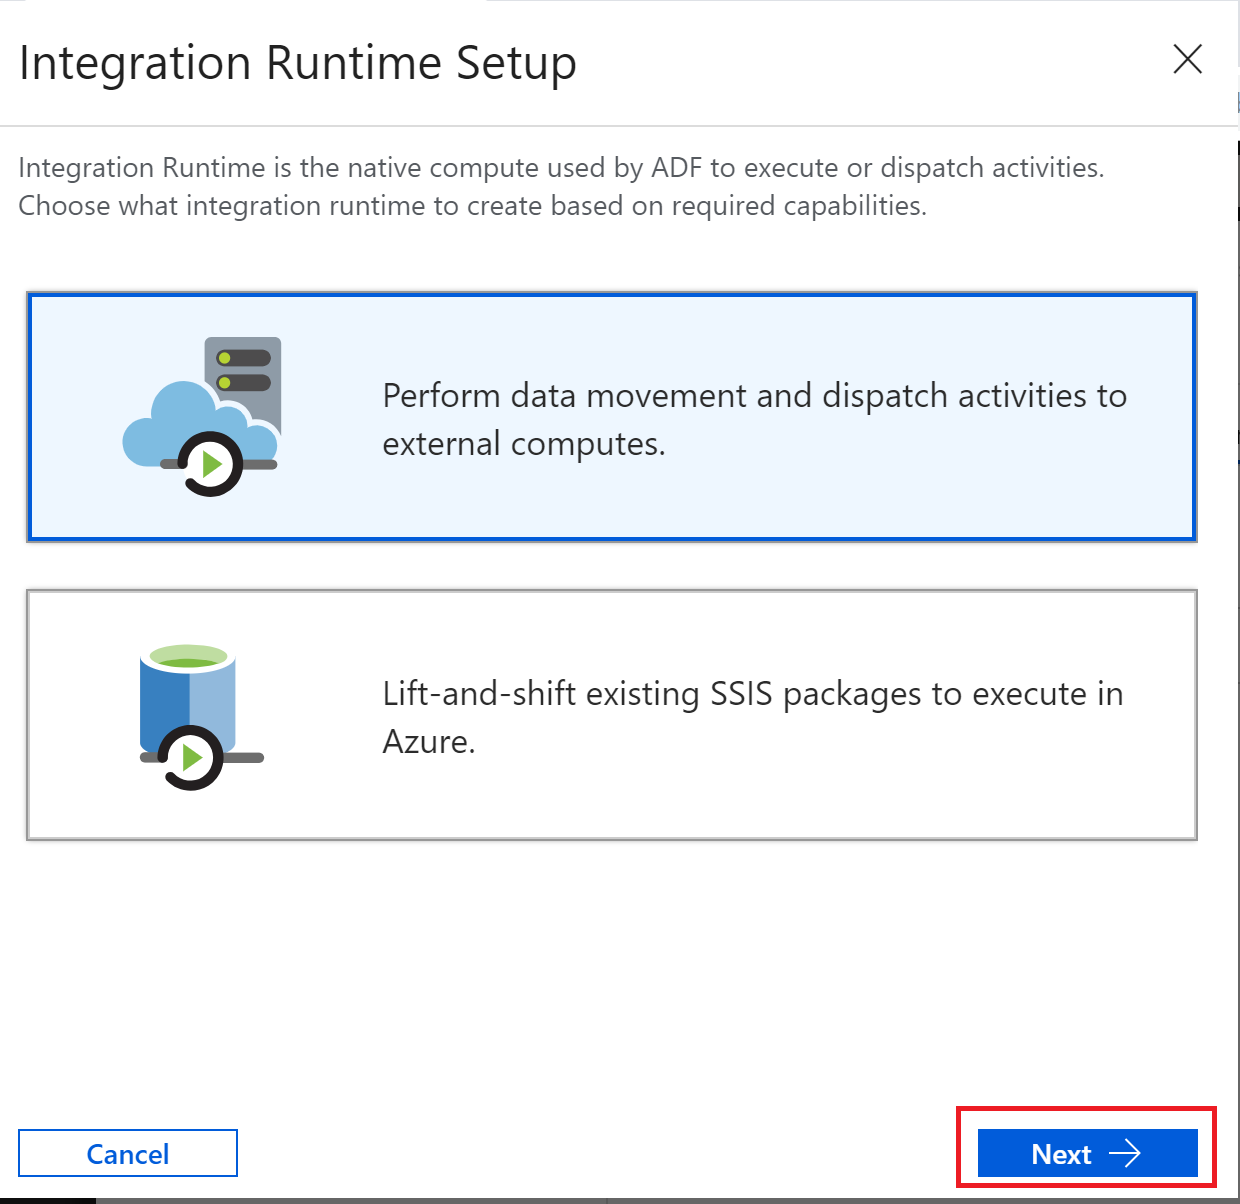 Integration Runtime Setup
Integration Runtime is the native compute used by ADF to execute or dispatch activities.
Choose what integration runtime to create based on required capabilities.
Perform data movement and dispatch activities to
external computes.
Lift-and-shift existing SSIS packages to execute in
Azure.
Cancel
Next